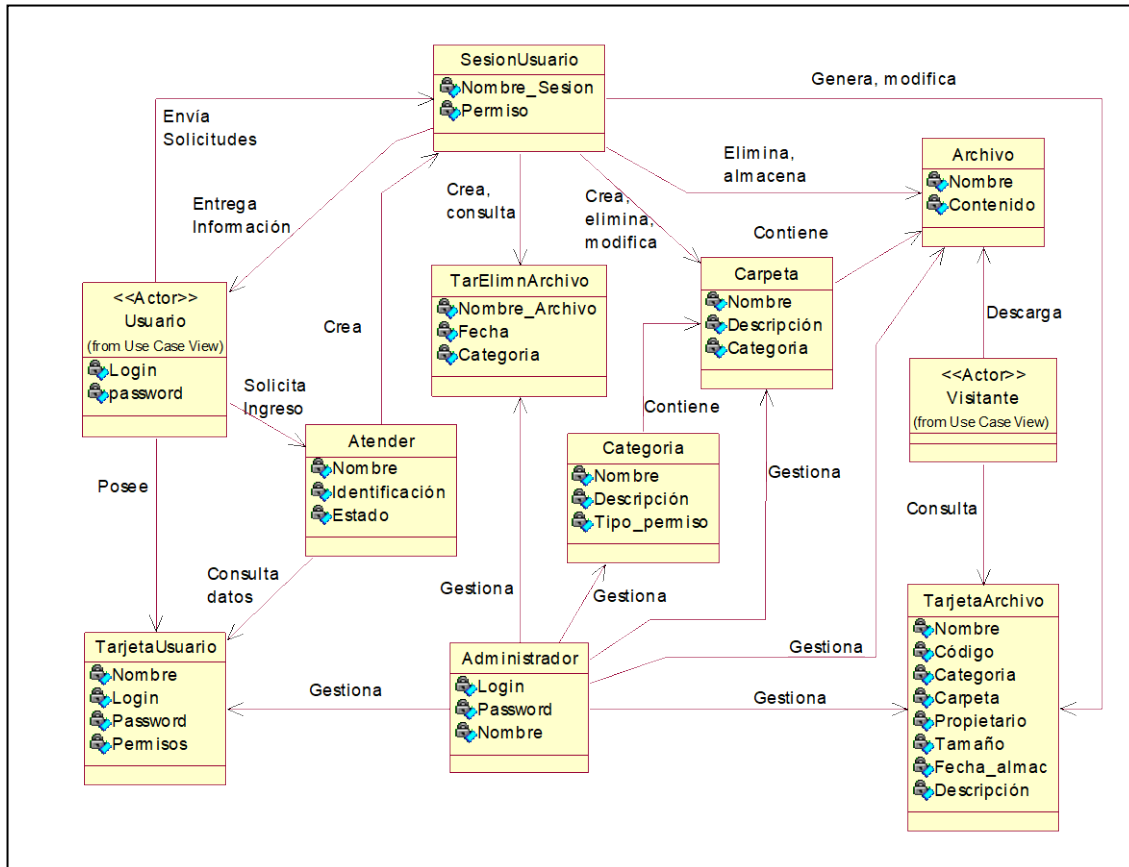 SesionUsuario
Nombre_Sesion
Permiso
Genera, modifica
Envía
Solicitudes
Archivo
Nombre
Contenido
Elimina,
almacena
Crea,
consulta
Crea,
elimina,
modifica
Entrega
Información
Contiene
TarElimnArchivo
Nombre_Archivo
Fecha
Categoria
Carpeta
Nombre
Descripción
Categoria
<<Actor>>
Usuario
(from Use Case View)
Login
password
Crea
Descarga
<<Actor>>
Visitante
(from Use Case View)
Solicita
Ingreso
Atender
Nombre
Identificación
Estado
Contiene
Categoria
Nombre
Descripción
Tipo_permiso
Gestiona
Posee
Consulta
Consulta
datos
Gestiona
Gestiona
TarjetaArchivo
Nombre
Código
Categoria
Carpeta
Propietario
Tamaño
Fecha_almac
Descripción
TarjetaUsuario
Nombre
Login
Password
Permisos
Gestiona
Administrador
Login
Password
Nombre
Gestiona
Gestiona